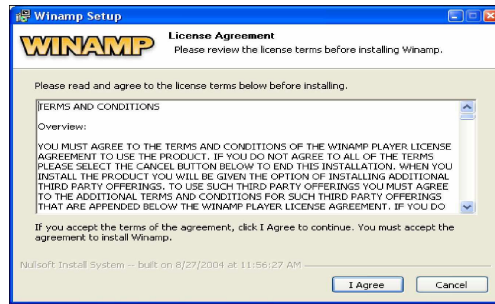 Winamp Setup
WINAMP
License Agreement
Please review the license terms before installing Winamp.
Please read and agree to the license terms below before installing.
TERMS AND CONDITIONS
Overview:
YOU MUST AGREE TO THE TERMS AND CONDITIONS OF THE WINAMP PLAYER LICENSE
AGREEMENT TO USE THE PRODUCT. IF YOU DO NOT AGREE TO ALL OF THE TERMS
PLEASE SELECT THE CANCEL BUTTON BELOW TO END THIS INSTALLATION. WHEN YOU
INSTALL THE PRODUCT YOU WILL BE GIVEN THE OPTION OF INSTALLING ADDITIONAL
THIRD PARTY OFFERINGS. TO USE SUCH THIRD PARTY OFFERINGS YOU MUST AGREE
TO THE ADDITIONAL TERMS AND CONDITIONS FOR SUCH THIRD PARTY OFFERINGS
THAT ARE APPENDED BELOW THE WINAMP PLAYER LICENSE AGREEMENT. IF YOU DO
If you accept the terms of the agreement, click I Agree to continue. You must accept the
agreement to install Winamp.
Nullsoft Install System -- built on 8/27/2004 at 11:56:27 AM
I Agree
Cancel